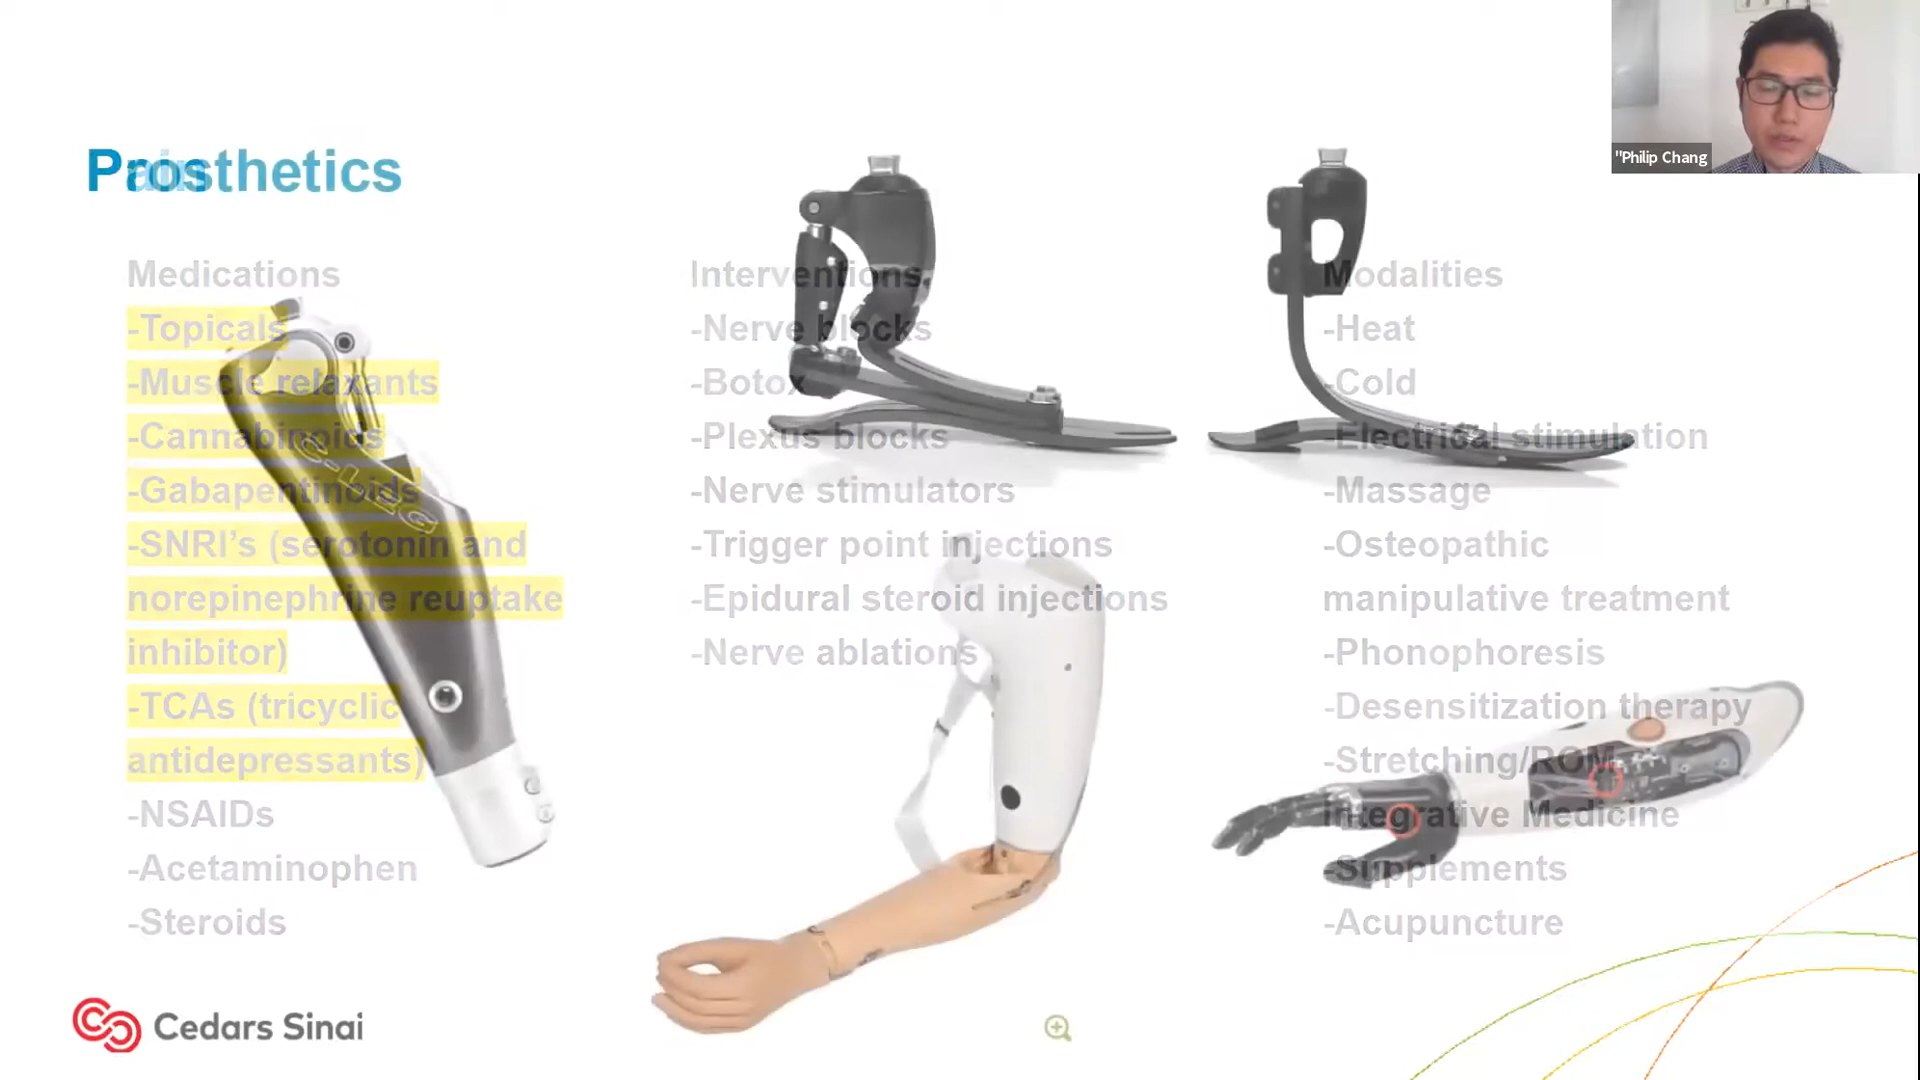 "Philip Chang
Prosthetics
Pain
Medications
-Topicals
-Muscle relaxants
-Cannabinoids
-Gabapentinoids
-SNRI’s (serotonin and
norepinephrine reuptake
inhibitor)
-TCAs (tricyclic
antidepressants)
-NSAIDs
-Acetaminophen
-Steroids
C-LEG
Interventions
-Nerve blocks
-Botox
-Plexus blocks
-Nerve stimulators
-Trigger point injections
-Epidural steroid injections
-Nerve ablations
Modalities
-Heat
-Cold
-Electrical stimulation
-Massage
-Osteopathic
manipulative treatment
-Phonophoresis
-Desensitization therapy
-Stretching/ROM
Integrative Medicine
-Supplements
-Acupuncture
Cedars Sinai